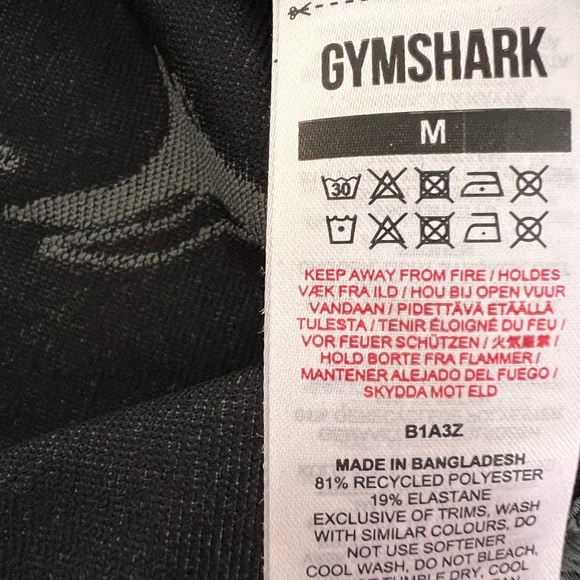 GYMSHARK
M
30
KEEP AWAY FROM FIRE / HOLDES
VÆK FRA ILD / HOU BIJ OPEN VUUR
VANDAAN / PIDETTÄVÄ ETÄÄLLÄ
TULESTA / TENIR ÉLOIGNÉ DU FEU /
VOR FEUER SCHÜTZEN / 火気厳禁 /
HOLD BORTE FRA FLAMMER /
MANTENER ALEJADO DEL FUEGO /
SKYDDA MOT ELD
B1A3Z
MADE IN BANGLADESH
81% RECYCLED POLYESTER
19% ELASTANE
EXCLUSIVE OF TRIMS, WASH
WITH SIMILAR COLOURS, DO
NOT USE SOFTENER
COOL WASH, DO NOT BLEACH,
TUMBLE DRY, COOL